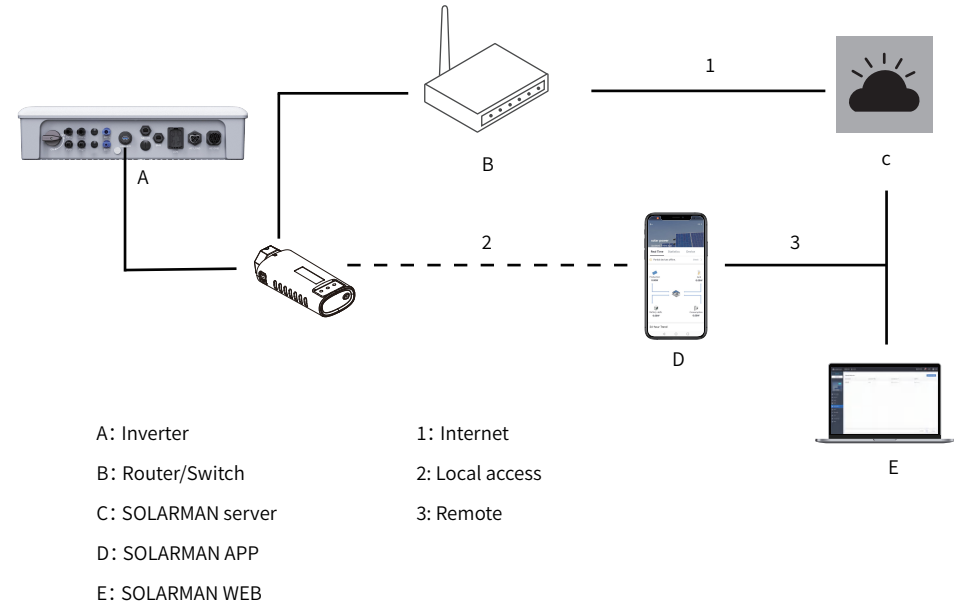 1
A
B
c
2
3
D
E
A: Inverter
1: Internet
B: Router/Switch
2: Local access
C: SOLARMAN server
3: Remote
D: SOLARMAN APP
E: SOLARMAN WEB